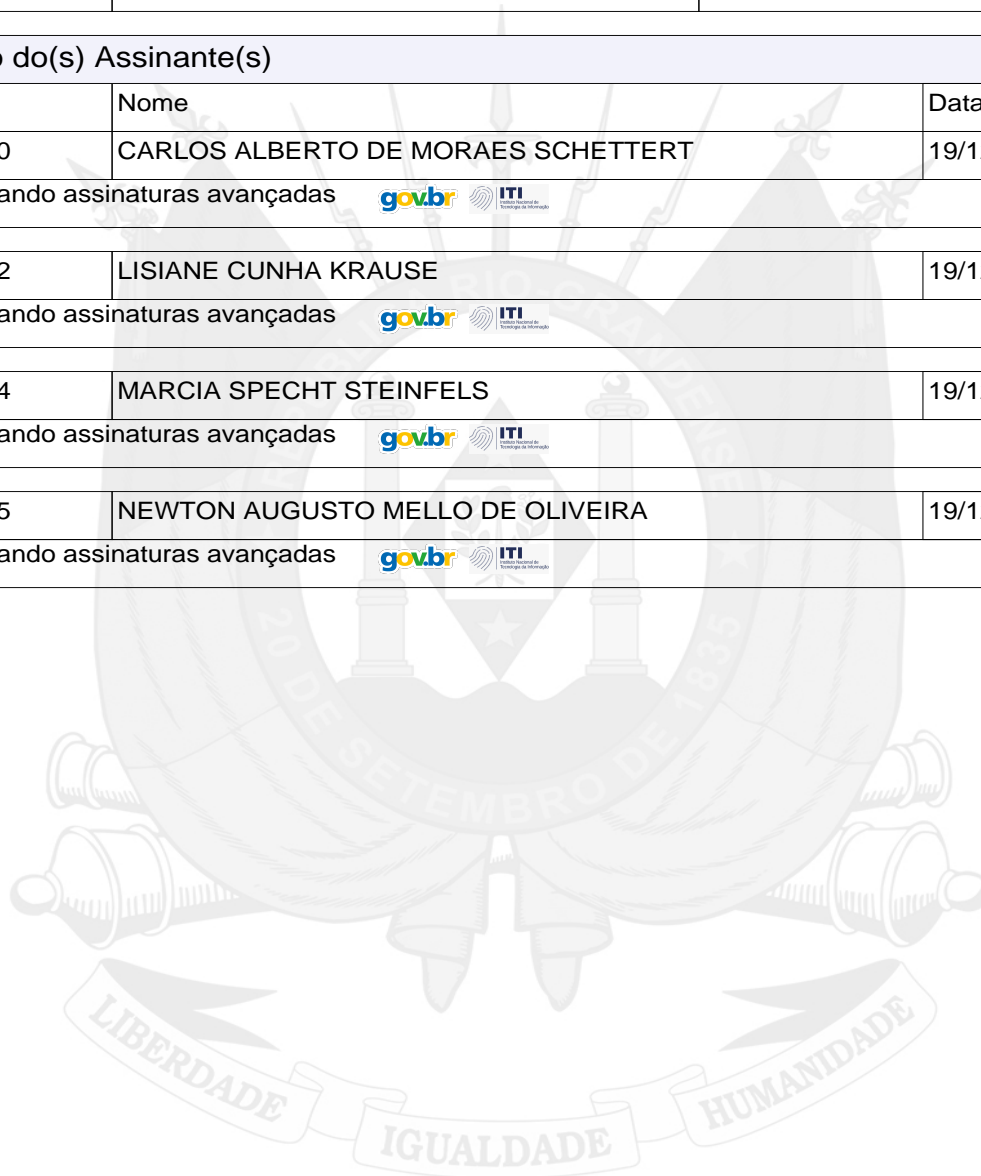 o do(s) Assinante(s)
Nome Data
0 CARLOS ALBERTO DE MORAES SCHETTERT 19/1
ando assinaturas avançadas gov.br ITI
2 LISIANE CUNHA KRAUSE 19/1
ando assinaturas avançadas gov.br ITI
4 MARCIA SPECHT STEINFELS 19/1
ando assinaturas avançadas gov.br ITI
5 NEWTON AUGUSTO MELLO DE OLIVEIRA 19/1
ando assinaturas avançadas gov.br ITI
20 DE SETEMBRO DE 1835
LIBERDADE IGUALDADE HUMANIDADE